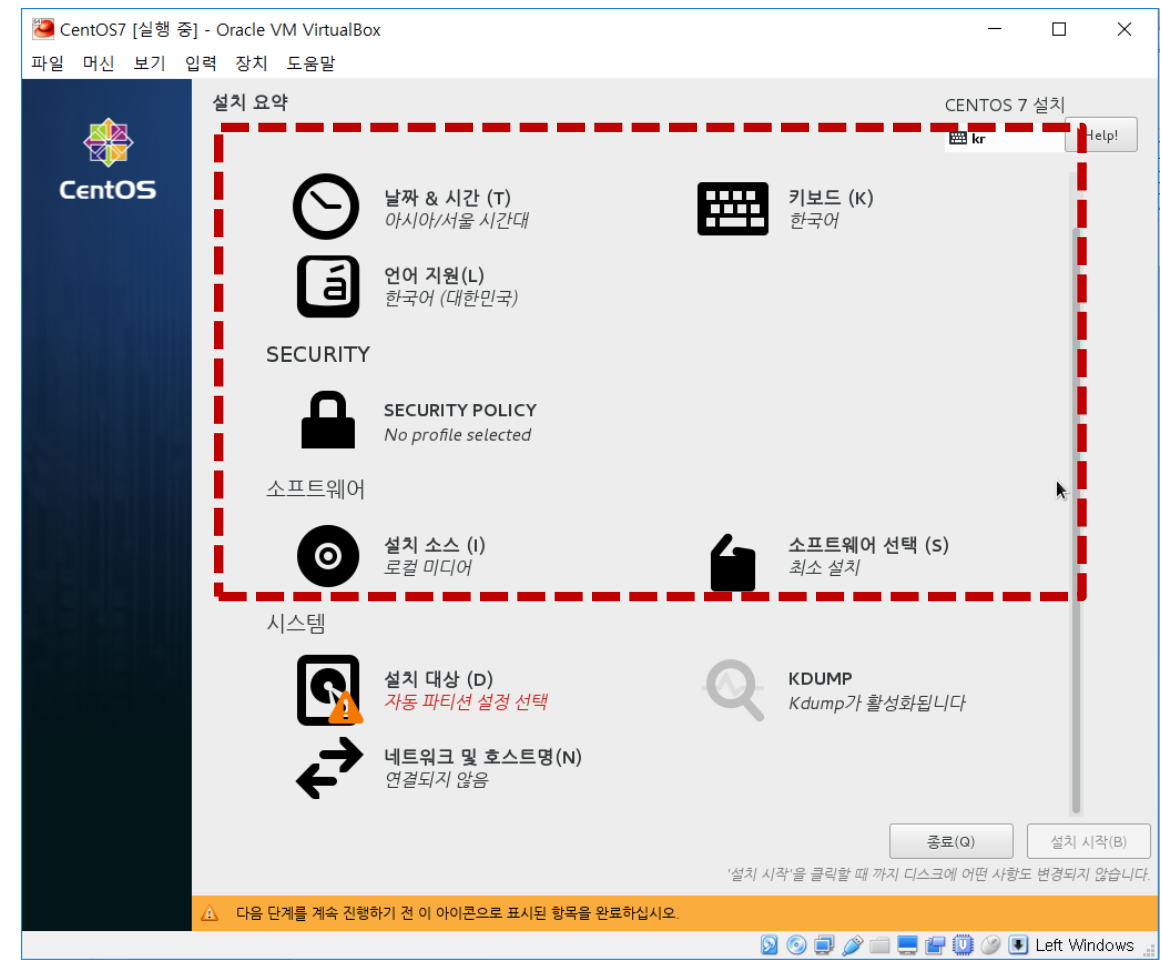 CentOS7 [실행 중] - Oracle VM VirtualBox
파일 머신 보기 입력 장치 도움말
설치 요약
CENTOS 7 설치
kr
Help!
CentOS
날짜 & 시간 (T)
아시아/서울 시간대
키보드 (K)
한국어
언어 지원(L)
한국어 (대한민국)
SECURITY
SECURITY POLICY
No profile selected
소프트웨어
설치 소스 (I)
로컬 미디어
소프트웨어 선택 (S)
최소 설치
시스템
설치 대상 (D)
자동 파티션 설정 선택
KDUMP
Kdump가 활성화됩니다
네트워크 및 호스트명(N)
연결되지 않음
종료(Q)
설치 시작(B)
'설치 시작'을 클릭할 때 까지 디스크에 어떤 사항도 변경되지 않습니다.
다음 단계를 계속 진행하기 전 이 아이콘으로 표시된 항목을 완료하십시오.
Left Windows